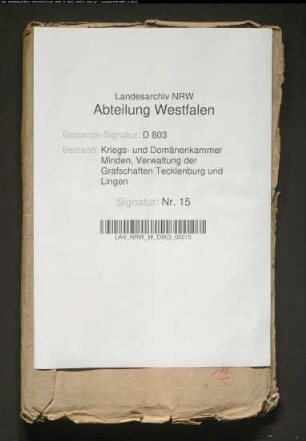 Landesarchiv NRW
Abteilung Westfalen
Bestands-Signatur: D 803
Bestand: Kriegs- und Domänenkammer
Minden, Verwaltung der
Grafschaften Tecklenburg und
Lingen
Signatur: Nr. 15
LAV_NRW_W_D803_00015